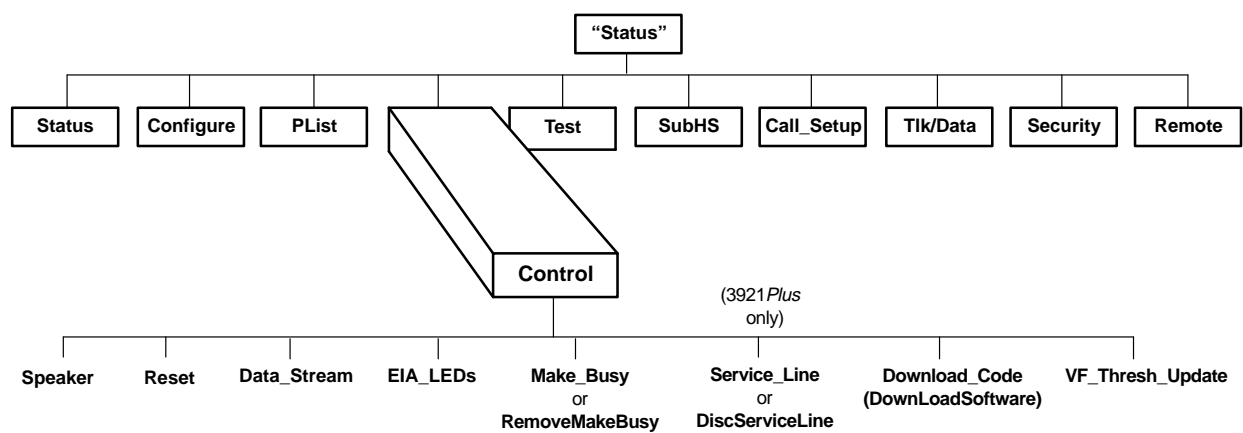 “Status”
Status Configure PList Test SubHS Call_Setup Tlk/Data Security Remote
Control
(3921Plus
only)
Speaker Reset Data_Stream EIA_LEDs Make_Busy Service_Line Download_Code VF_Thresh_Update
or or (DownLoadSoftware)
RemoveMakeBusy DiscServiceLine